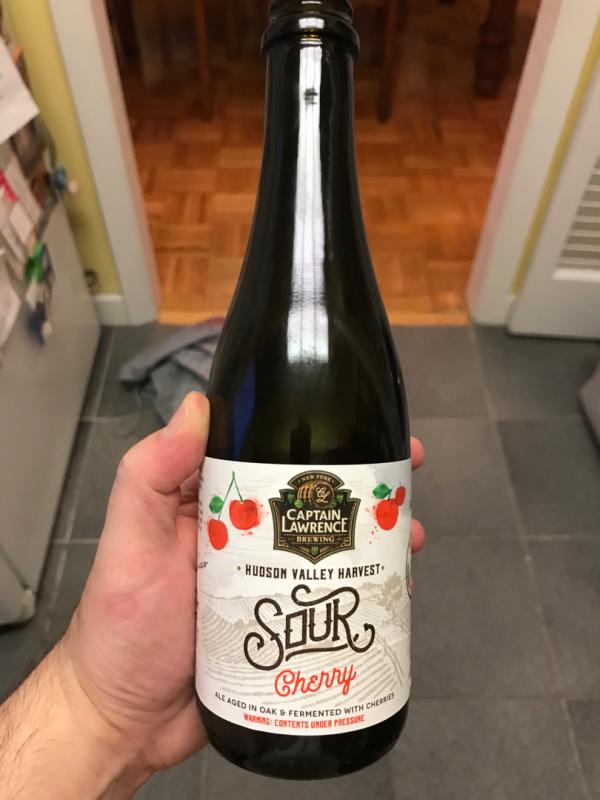 NEW YORK
CL
CAPTAIN
LAWRENCE
BREWING
HUDSON VALLEY HARVEST
SOUR
Cherry
ALE AGED IN OAK & FERMENTED WITH CHERRIES
WARNING: CONTENTS UNDER PRESSURE